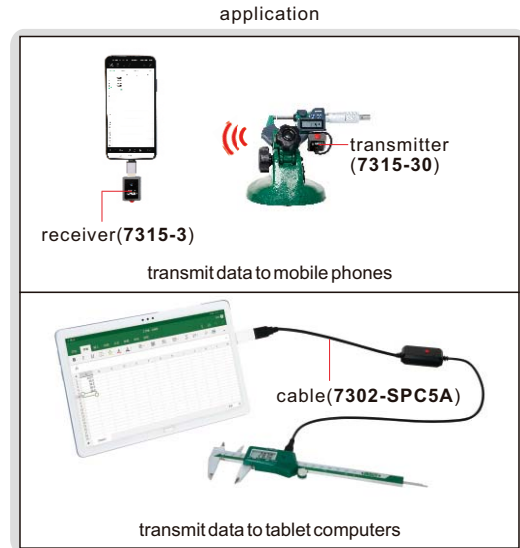 application
transmitter
(7315-30)
receiver(7315-3)
transmit data to mobile phones
cable(7302-SPC5A)
transmit data to tablet computers